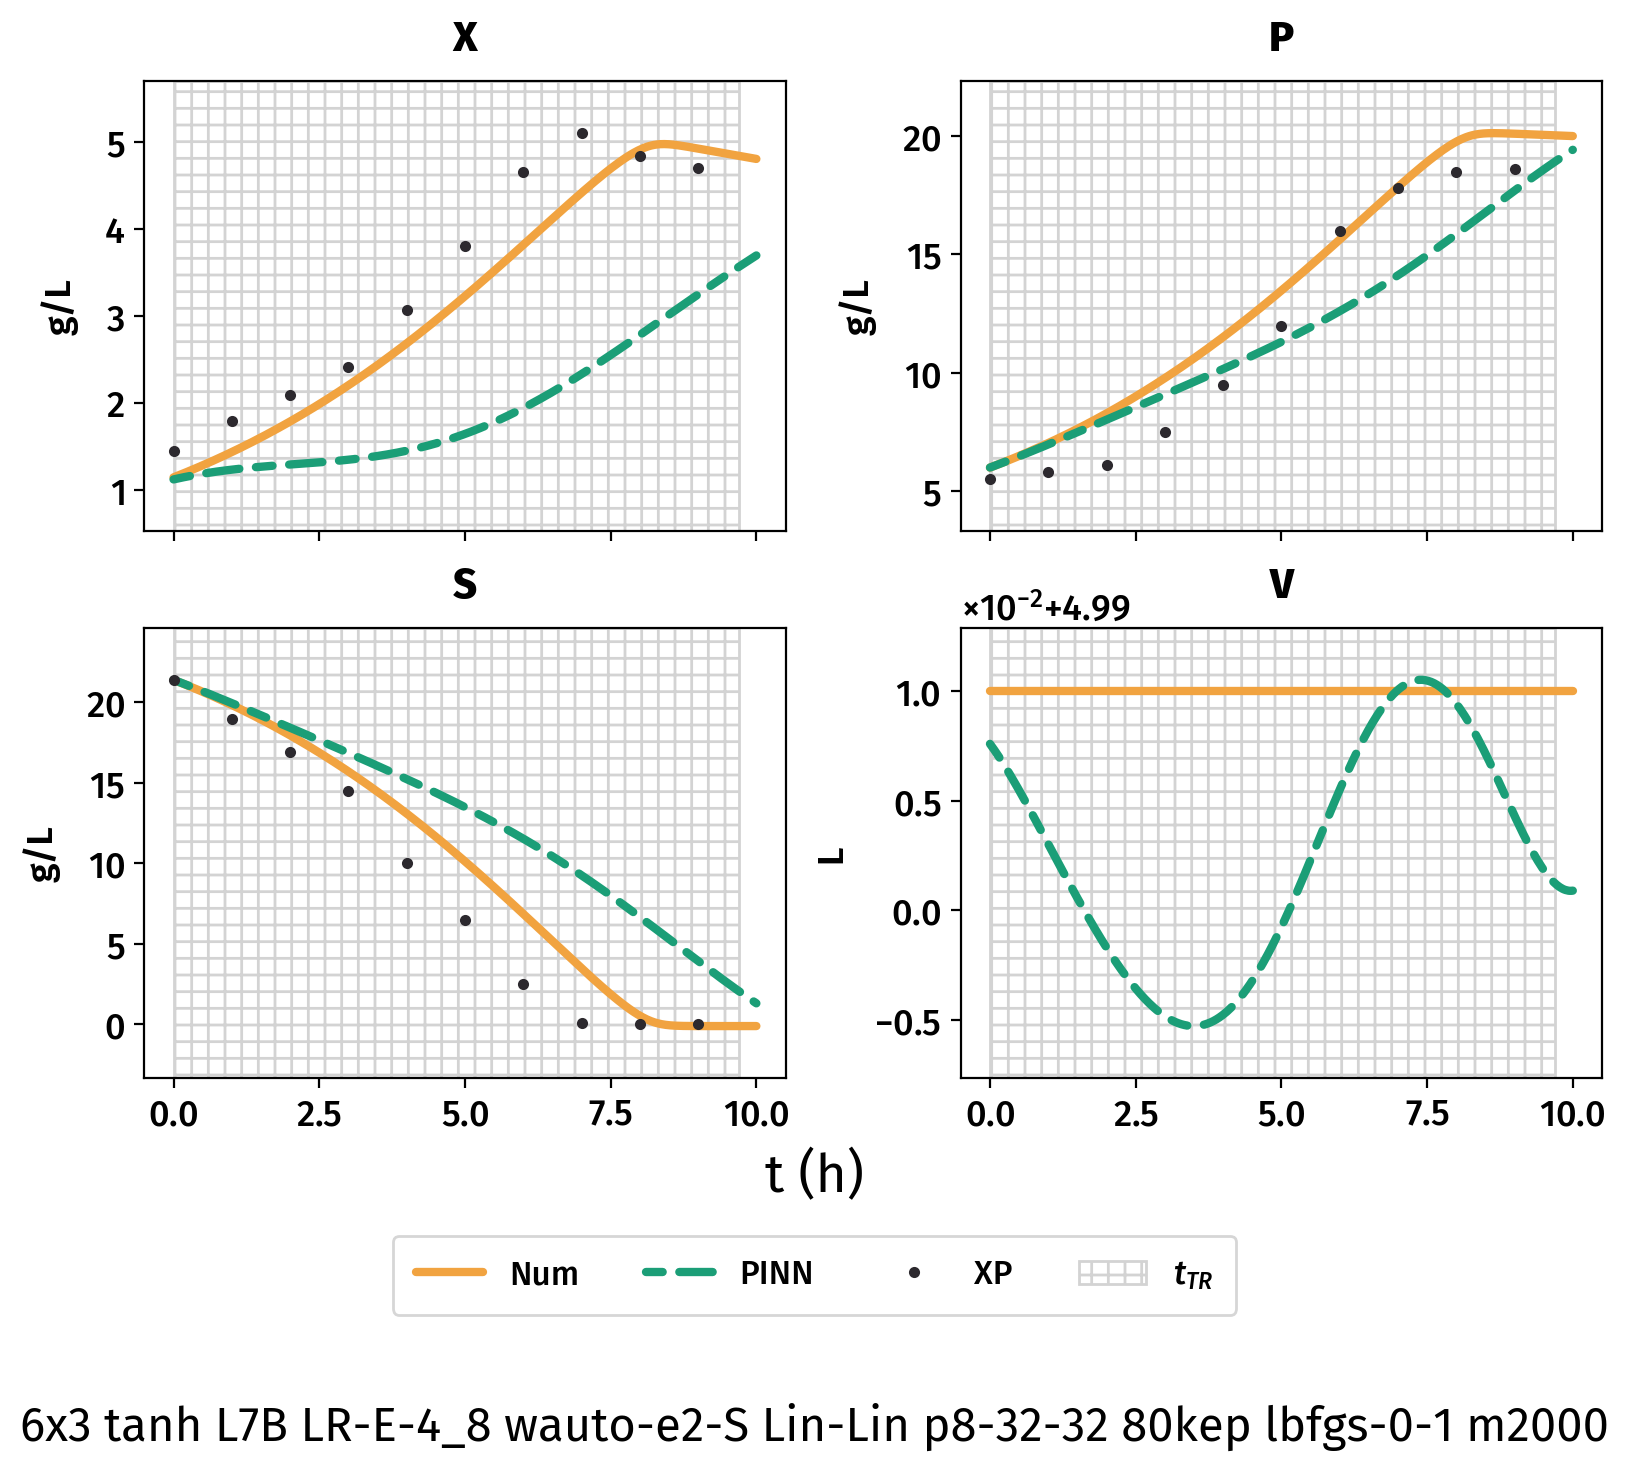 X
P
g/L
5
4
3
2
1
g/L
20
15
10
5
S
V
×10⁻²+4.99
g/L
20
15
10
5
0
0.0 2.5 5.0 7.5 10.0
L
1.0
0.5
0.0
−0.5
0.0 2.5 5.0 7.5 10.0
t (h)
Num PINN XP t_TR
6x3 tanh L7B LR-E-4_8 wauto-e2-S Lin-Lin p8-32-32 80kep lbfgs-0-1 m2000